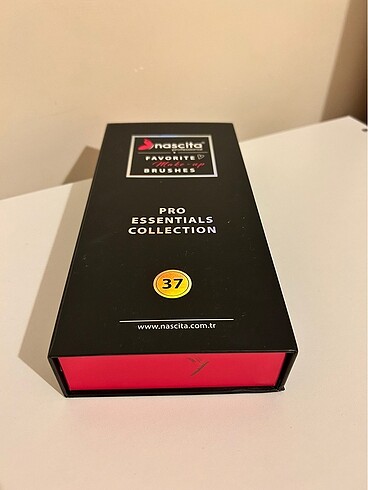 nascita®
FAVORITE
Make-up
BRUSHES
PRO
ESSENTIALS
COLLECTION
37
www.nascita.com.tr